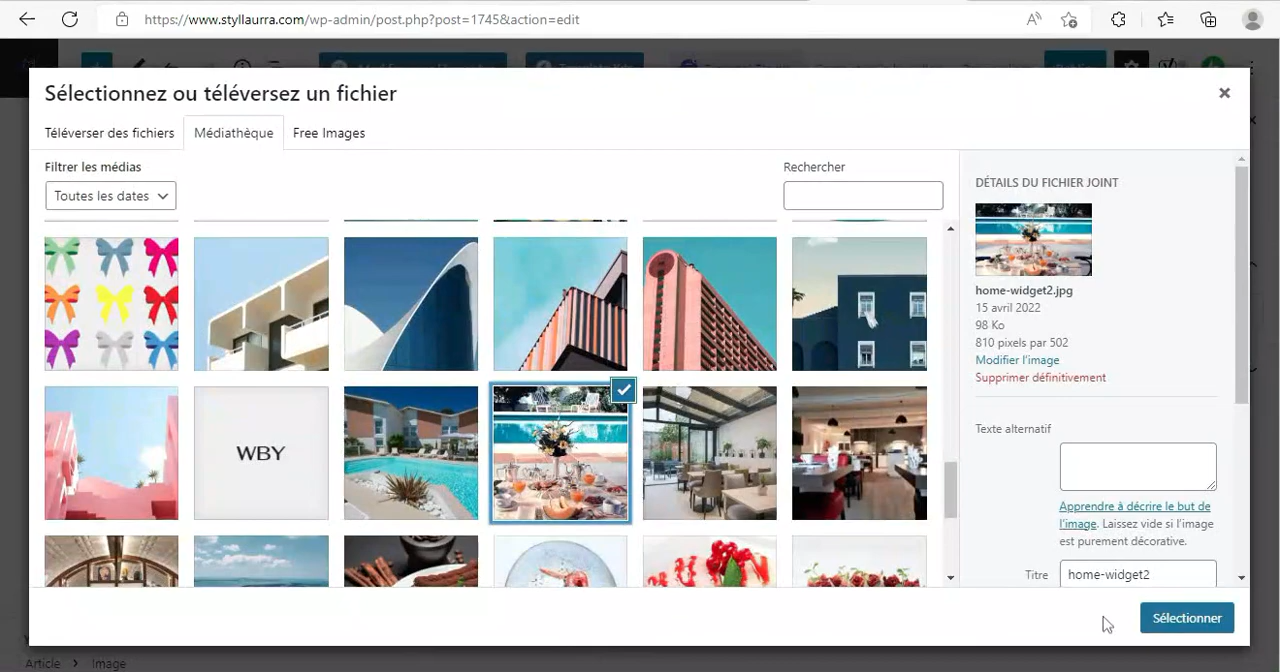 https://www.styllaurra.com/wp-admin/post.php?post=1745&action=edit
Sélectionnez ou téléversez un fichier
Téléverser des fichiers
Médiathèque
Free Images
Filtrer les médias
Rechercher
Toutes les dates
DÉTAILS DU FICHIER JOINT
home-widget2.jpg
15 avril 2022
98 Ko
810 pixels par 502
Modifier l’image
Supprimer définitivement
WBY
Texte alternatif
Apprendre à décrire le but de
l’image. Laissez vide si l’image
est purement décorative.
Titre home-widget2
Sélectionner
Article > Image